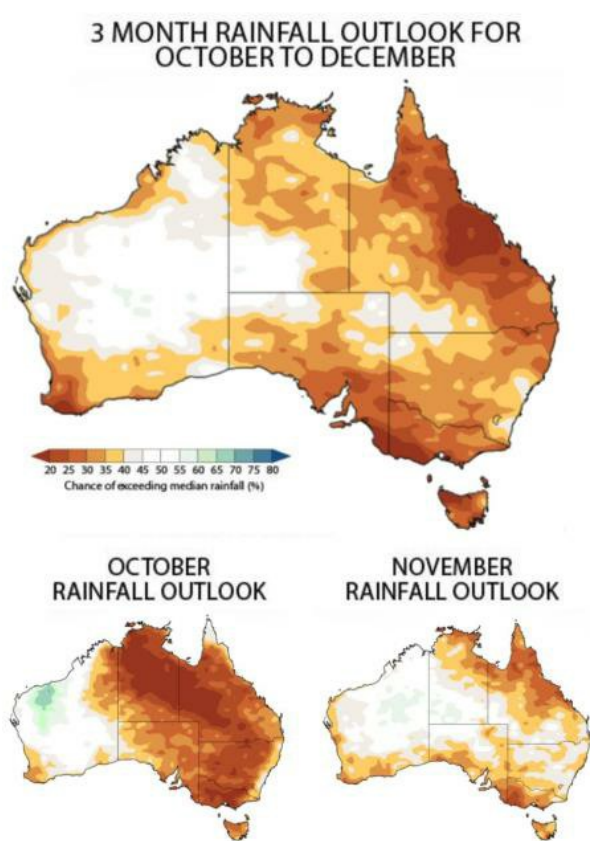 3 MONTH RAINFALL OUTLOOK FOR
OCTOBER TO DECEMBER
20 25 30 35 40 45 50 55 60 65 70 75 80
Chance of exceeding median rainfall (%)
OCTOBER
RAINFALL OUTLOOK
NOVEMBER
RAINFALL OUTLOOK